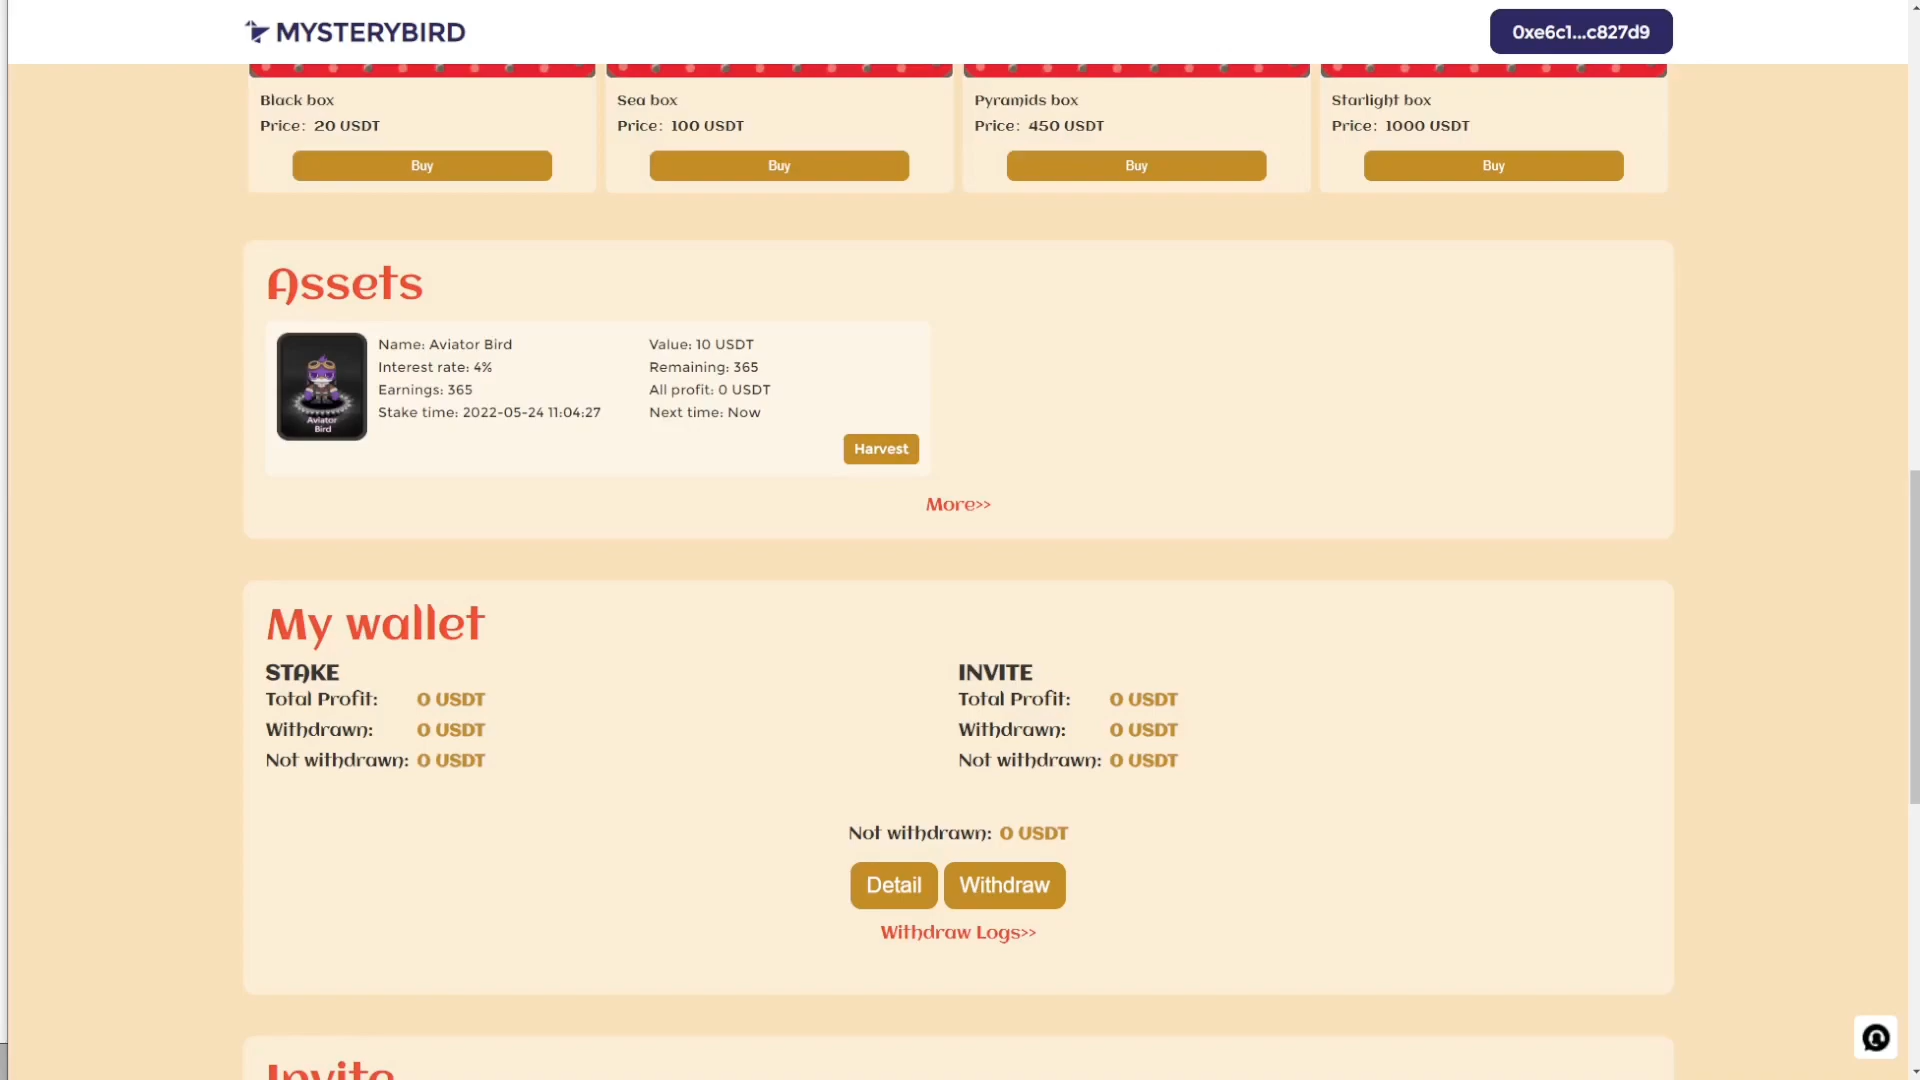 MYSTERYBIRD
0xe6c1...c827d9
Black box
Price: 20 USDT
Buy
Sea box
Price: 100 USDT
Buy
Pyramids box
Price: 450 USDT
Buy
Starlight box
Price: 1000 USDT
Buy
Assets
Aviator
Bird
Name: Aviator Bird
Interest rate: 4%
Earnings: 365
Stake time: 2022-05-24 11:04:27
Value: 10 USDT
Remaining: 365
All profit: 0 USDT
Next time: Now
Harvest
More>>
My wallet
STAKE
Total Profit: 0 USDT
Withdrawn: 0 USDT
Not withdrawn: 0 USDT
INVITE
Total Profit: 0 USDT
Withdrawn: 0 USDT
Not withdrawn: 0 USDT
Not withdrawn: 0 USDT
Detail
Withdraw
Withdraw Logs>>
Invite